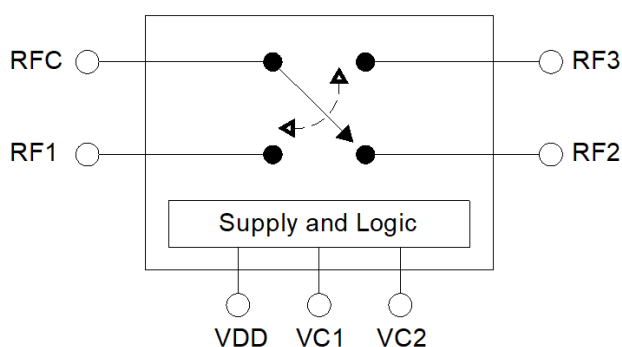 RFC
RF3
RF1
RF2
Supply and Logic
VDD
VC1
VC2